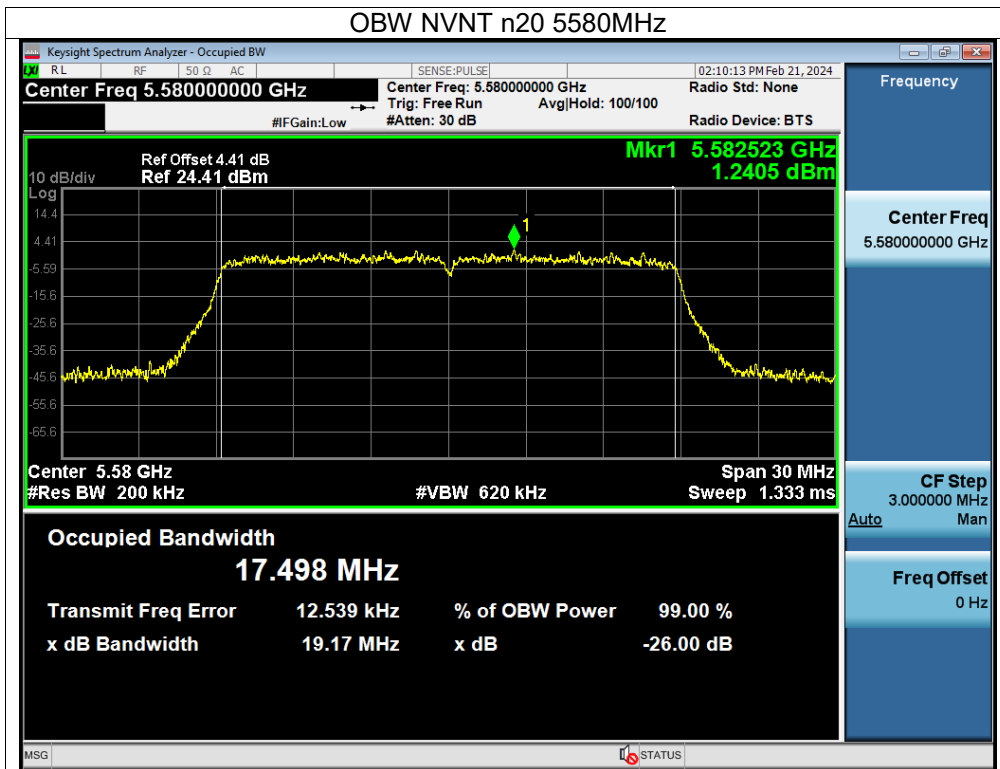 OBW NVNT n20 5580MHz
Keysight Spectrum Analyzer - Occupied BW
LXI RL RF 50 Ω AC SENSE:PULSE 02:10:13 PM Feb 21, 2024
Center Freq 5.580000000 GHz
Center Freq: 5.580000000 GHz
Radio Std: None
Trig: Free Run Avg|Hold: 100/100
#IFGain:Low
#Atten: 30 dB
Radio Device: BTS
Ref Offset 4.41 dB
Mkr1 5.582523 GHz
10 dB/div Ref 24.41 dBm
1.2405 dBm
Log
14.4
1
4.41
-5.59
-15.6
-25.6
-35.6
-45.6
-55.6
-65.6
Center 5.58 GHz
Span 30 MHz
#Res BW 200 kHz
#VBW 620 kHz
Sweep 1.333 ms
Occupied Bandwidth
17.498 MHz
Transmit Freq Error 12.539 kHz % of OBW Power 99.00 %
x dB Bandwidth 19.17 MHz x dB -26.00 dB
Frequency
Center Freq
5.580000000 GHz
CF Step
3.000000 MHz
Auto Man
Freq Offset
0 Hz
MSG STATUS